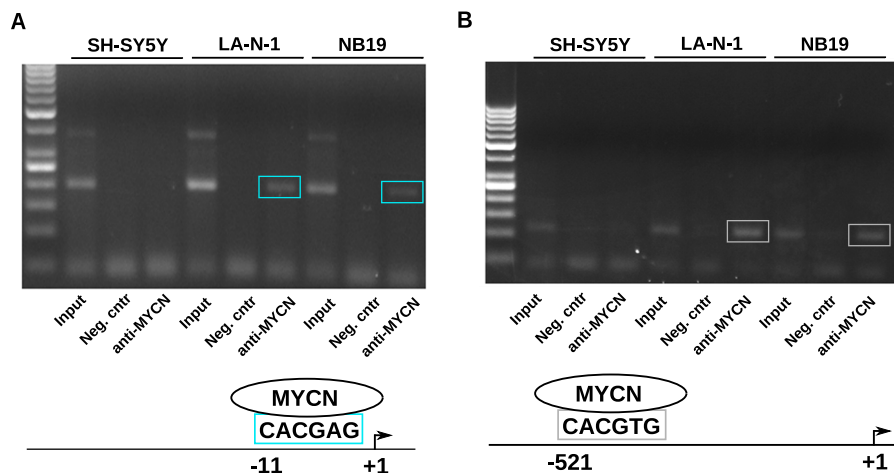 A
SH-SY5Y LA-N-1 NB19
Input Neg. cntr anti-MYCN Input Neg. cntr anti-MYCN Input Neg. cntr anti-MYCN
MYCN
CACGAG
-11 +1
B
SH-SY5Y LA-N-1 NB19
Input Neg. cntr anti-MYCN Input Neg. cntr anti-MYCN Input Neg. cntr anti-MYCN
MYCN
CACGTG
-521 +1